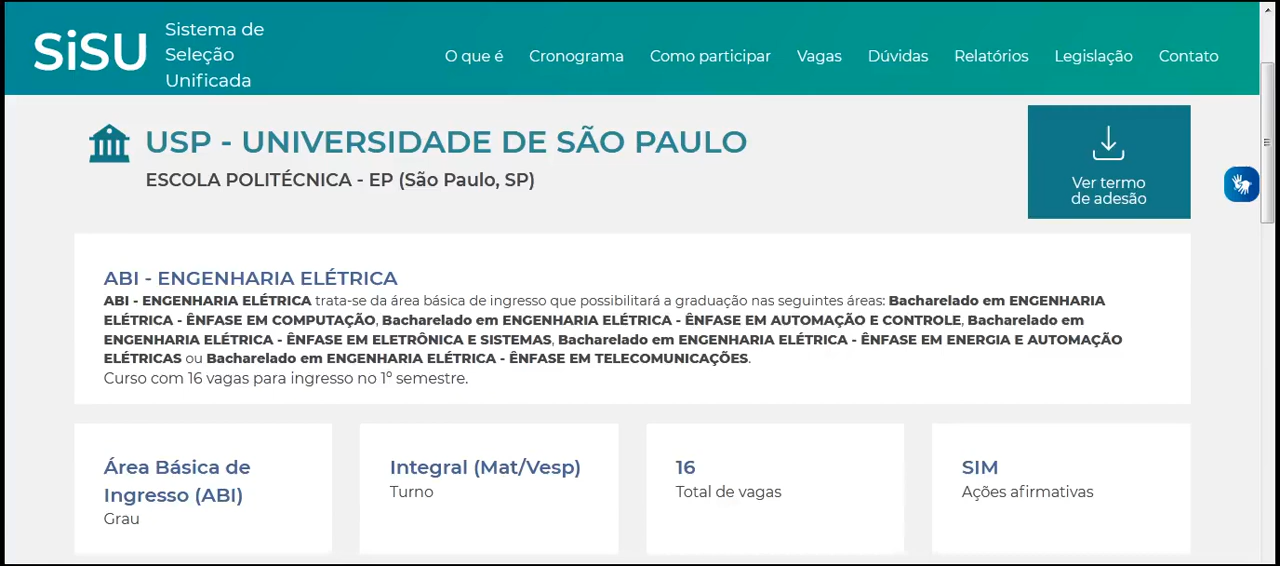 SiSU
Sistema de
Seleção
Unificada
O que é Cronograma Como participar Vagas Dúvidas Relatórios Legislação Contato
USP - UNIVERSIDADE DE SÃO PAULO
ESCOLA POLITÉCNICA - EP (São Paulo, SP)
Ver termo
de adesão
ABI - ENGENHARIA ELÉTRICA
ABI - ENGENHARIA ELÉTRICA trata-se da área básica de ingresso que possibilitará a graduação nas seguintes áreas: Bacharelado em ENGENHARIA
ELÉTRICA - ÊNFASE EM COMPUTAÇÃO, Bacharelado em ENGENHARIA ELÉTRICA - ÊNFASE EM AUTOMAÇÃO E CONTROLE, Bacharelado em
ENGENHARIA ELÉTRICA - ÊNFASE EM ELETRÔNICA E SISTEMAS, Bacharelado em ENGENHARIA ELÉTRICA - ÊNFASE EM ENERGIA E AUTOMAÇÃO
ELÉTRICAS ou Bacharelado em ENGENHARIA ELÉTRICA - ÊNFASE EM TELECOMUNICAÇÕES.
Curso com 16 vagas para ingresso no 1º semestre.
Área Básica de
Ingresso (ABI)
Grau
Integral (Mat/Vesp)
Turno
16
Total de vagas
SIM
Ações afirmativas